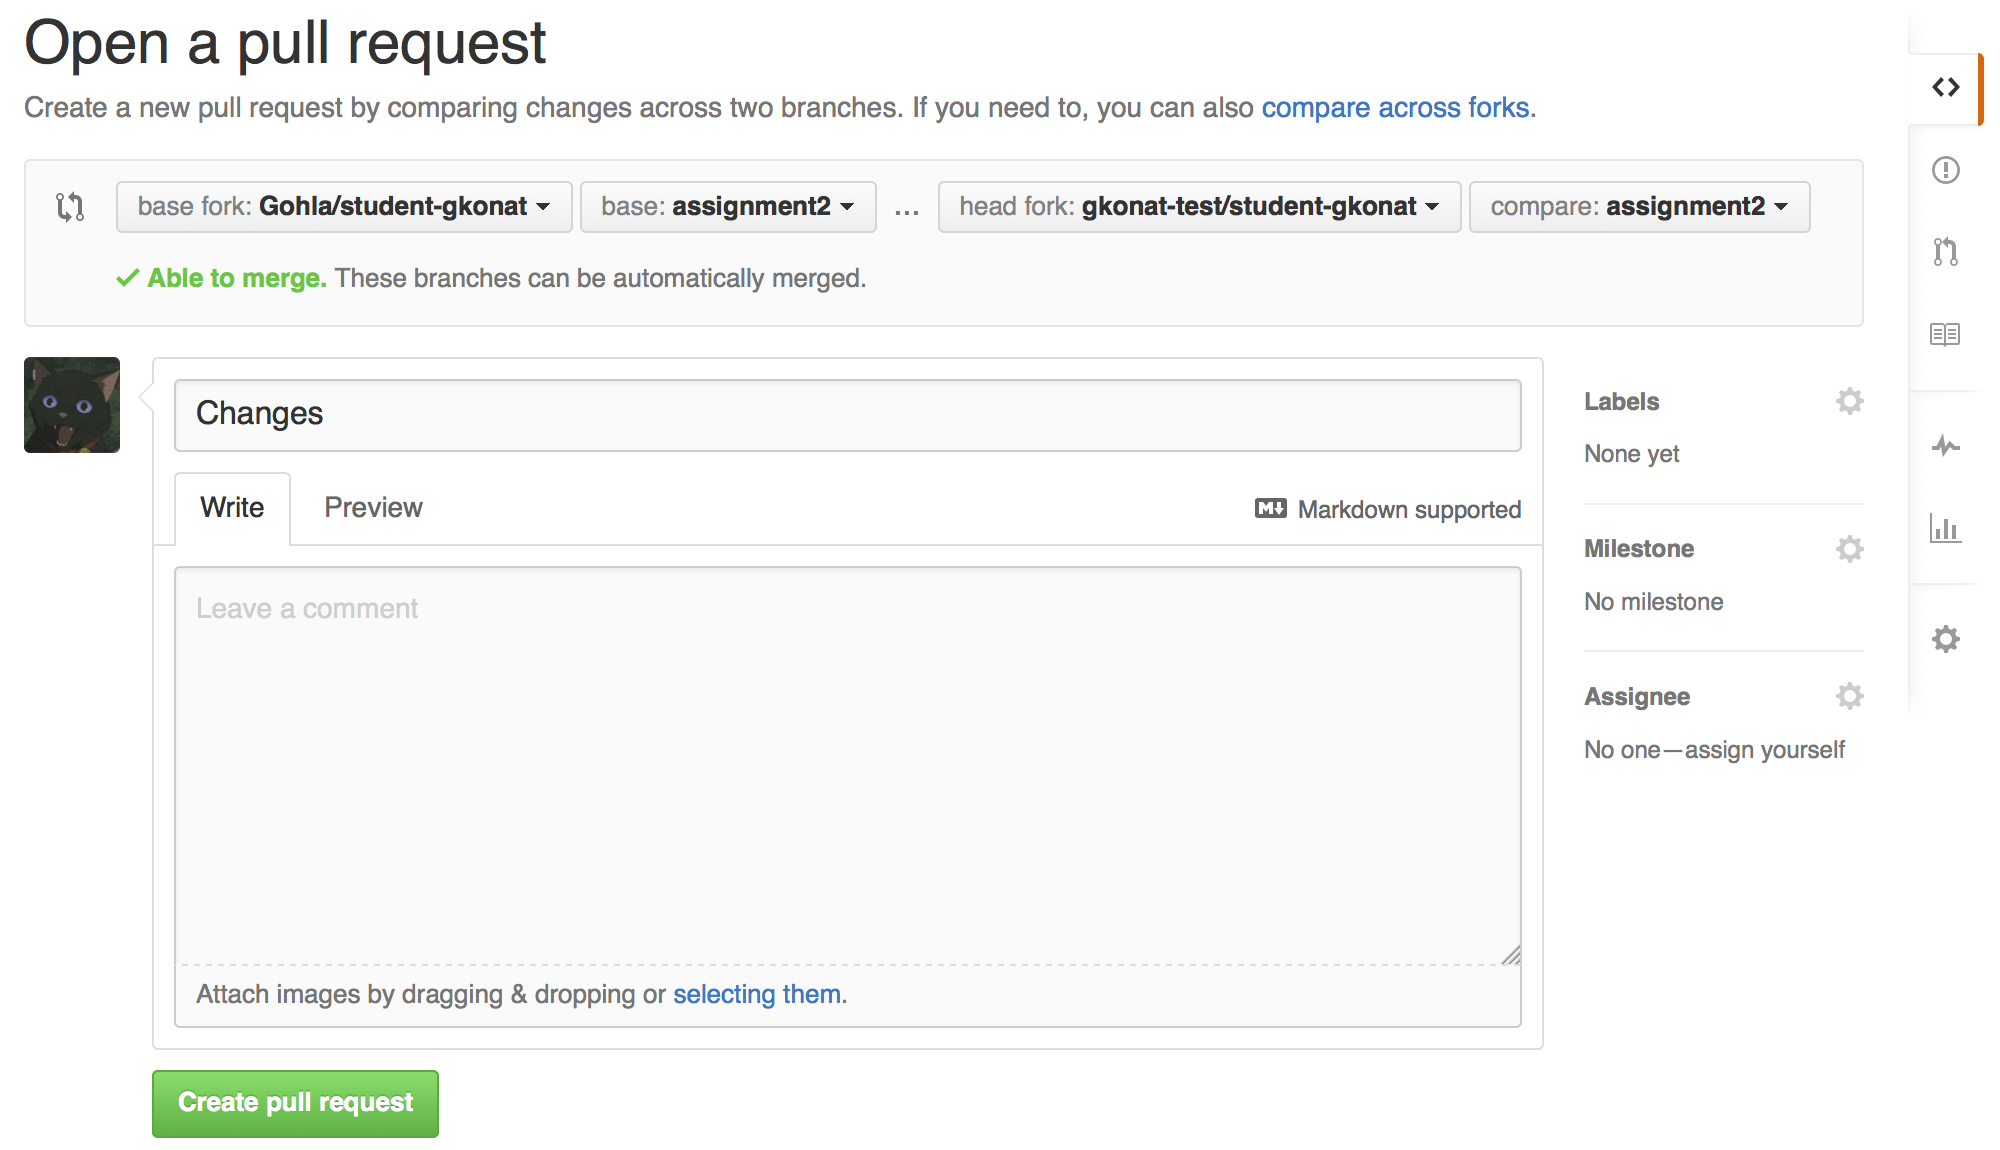 Open a pull request
Create a new pull request by comparing changes across two branches. If you need to, you can also compare across forks.
base fork: Gohla/student-gkonat base: assignment2 ... head fork: gkonat-test/student-gkonat compare: assignment2
Able to merge. These branches can be automatically merged.
Changes
Write Preview M↓ Markdown supported
Leave a comment
Attach images by dragging & dropping or selecting them.
Create pull request
Labels
None yet
Milestone
No milestone
Assignee
No one—assign yourself